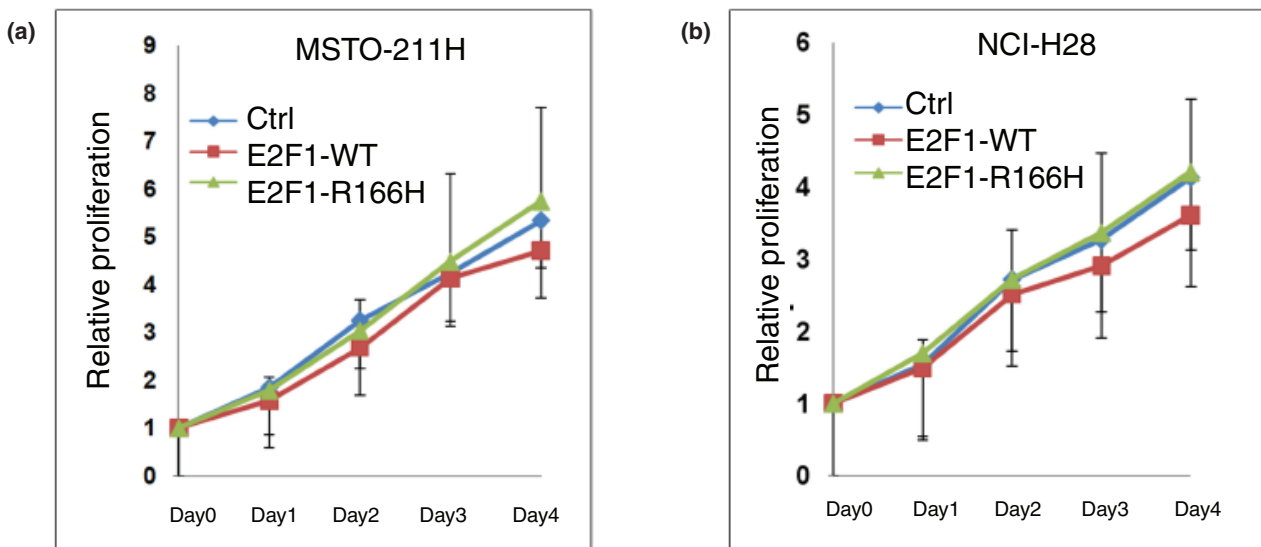 (a)
MSTO-211H
Relative proliferation
9
8
7
6
5
4
3
2
1
0
Ctrl
E2F1-WT
E2F1-R166H
Day0 Day1 Day2 Day3 Day4
(b)
NCI-H28
Relative proliferation
6
5
4
3
2
1
0
Ctrl
E2F1-WT
E2F1-R166H
Day0 Day1 Day2 Day3 Day4